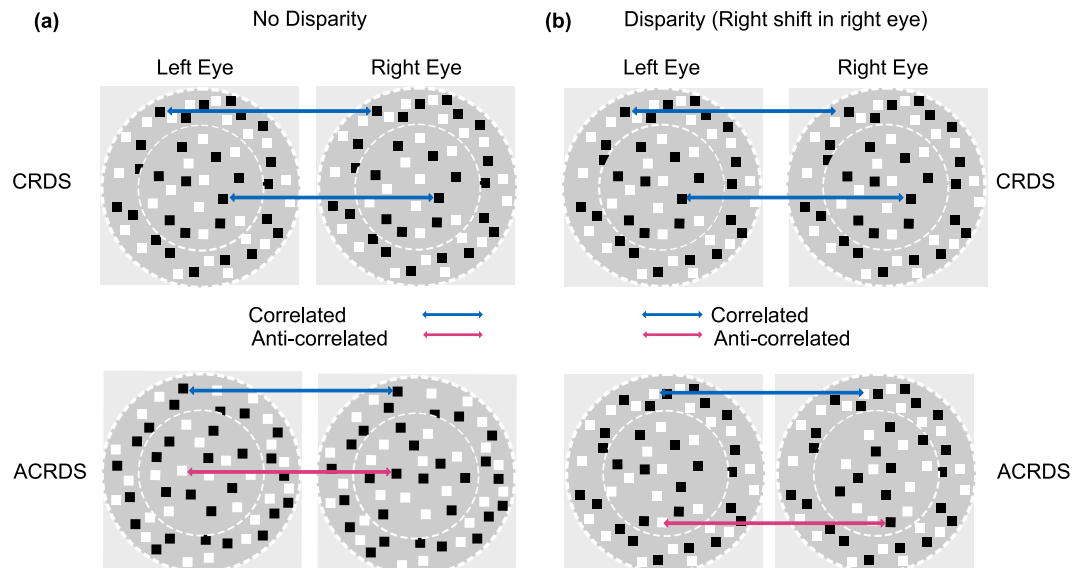 (a)
No Disparity
(b)
Disparity (Right shift in right eye)
Left Eye
Right Eye
Left Eye
Right Eye
CRDS
CRDS
Correlated
Anti-correlated
Correlated
Anti-correlated
ACRDS
ACRDS